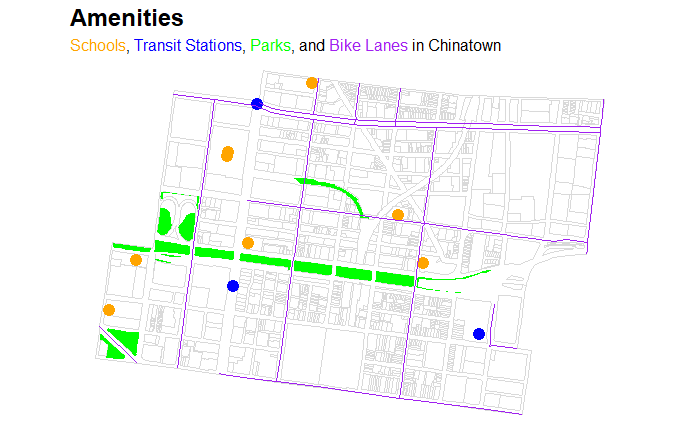 Amenities
Schools, Transit Stations, Parks, and Bike Lanes in Chinatown